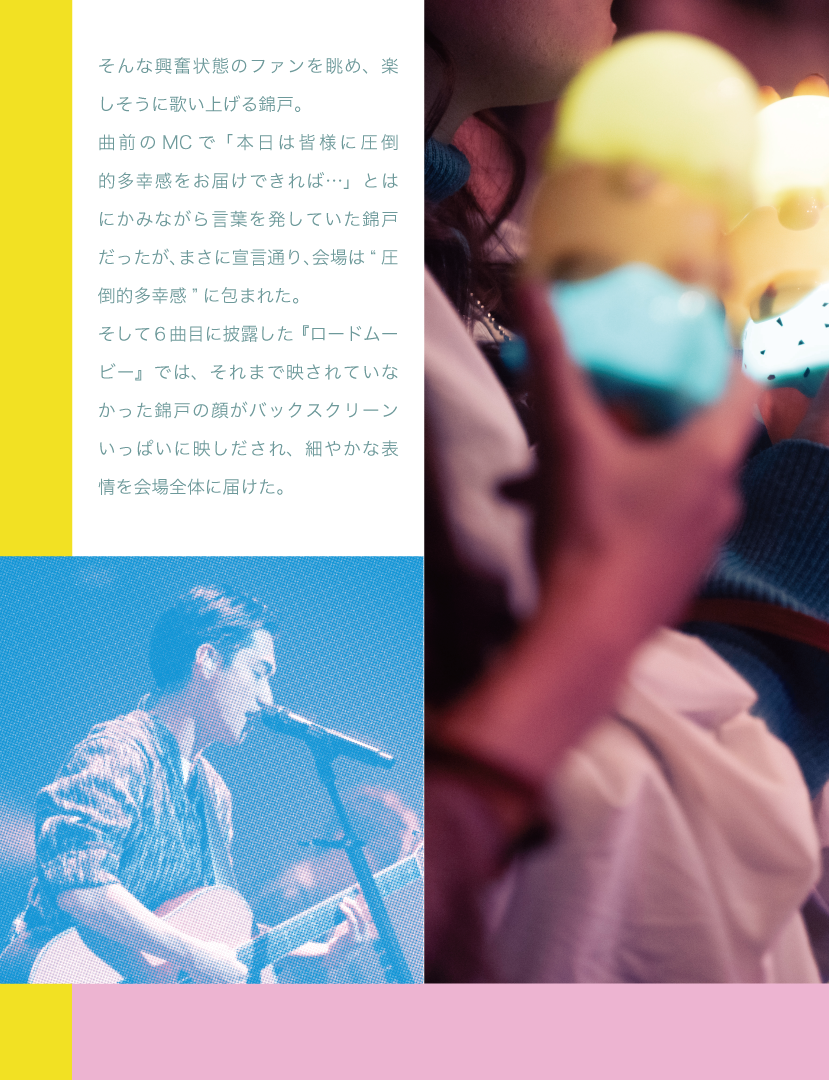 そんな興奮状態のファンを眺め、楽
しそうに歌い上げる錦戸。
曲前の MC で「本日は皆様に圧倒
的多幸感をお届けできれば…」とは
にかみながら言葉を発していた錦戸
だったが、まさに宣言通り、会場は “ 圧
倒的多幸感 ” に包まれた。
そして６曲目に披露した『ロードムー
ビー』では、それまで映されていな
かった錦戸の顔がバックスクリーン
いっぱいに映しだされ、細やかな表
情を会場全体に届けた。